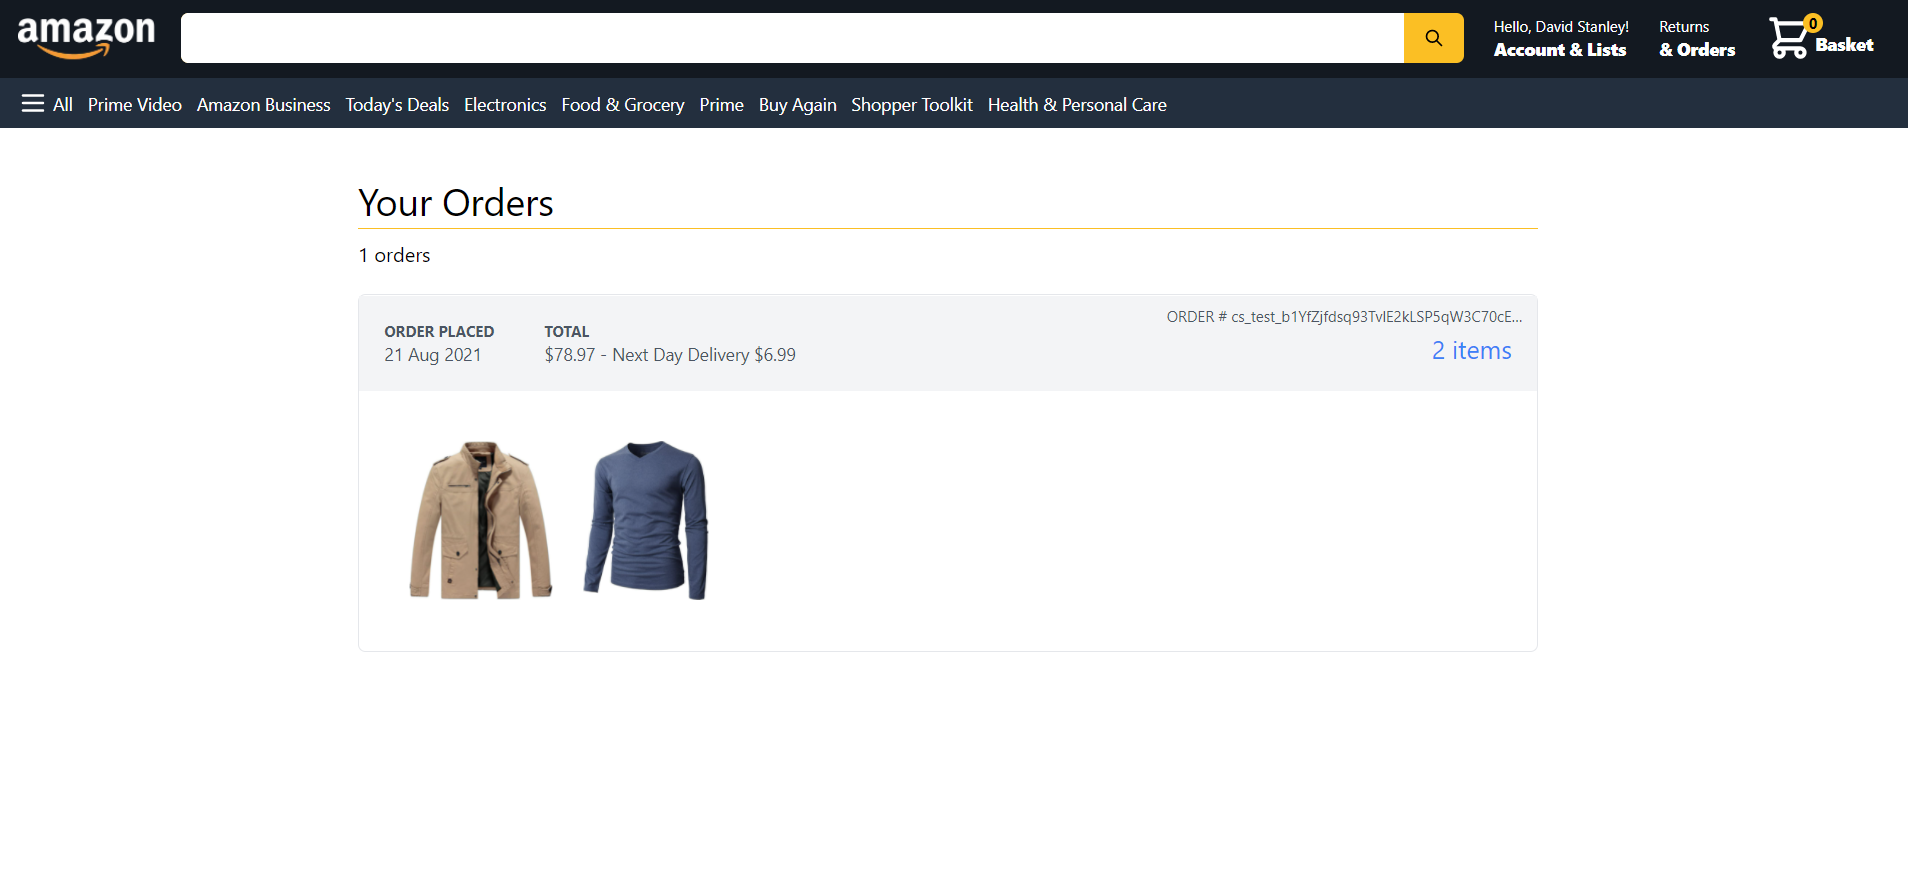 amazon
Hello, David Stanley!
Account & Lists
Returns
& Orders
0
Basket
All Prime Video Amazon Business Today's Deals Electronics Food & Grocery Prime Buy Again Shopper Toolkit Health & Personal Care
Your Orders
1 orders
ORDER PLACED
21 Aug 2021
TOTAL
$78.97 - Next Day Delivery $6.99
ORDER # cs_test_b1YfZjfdsq93TvIE2kLSP5qW3C70cE...
2 items